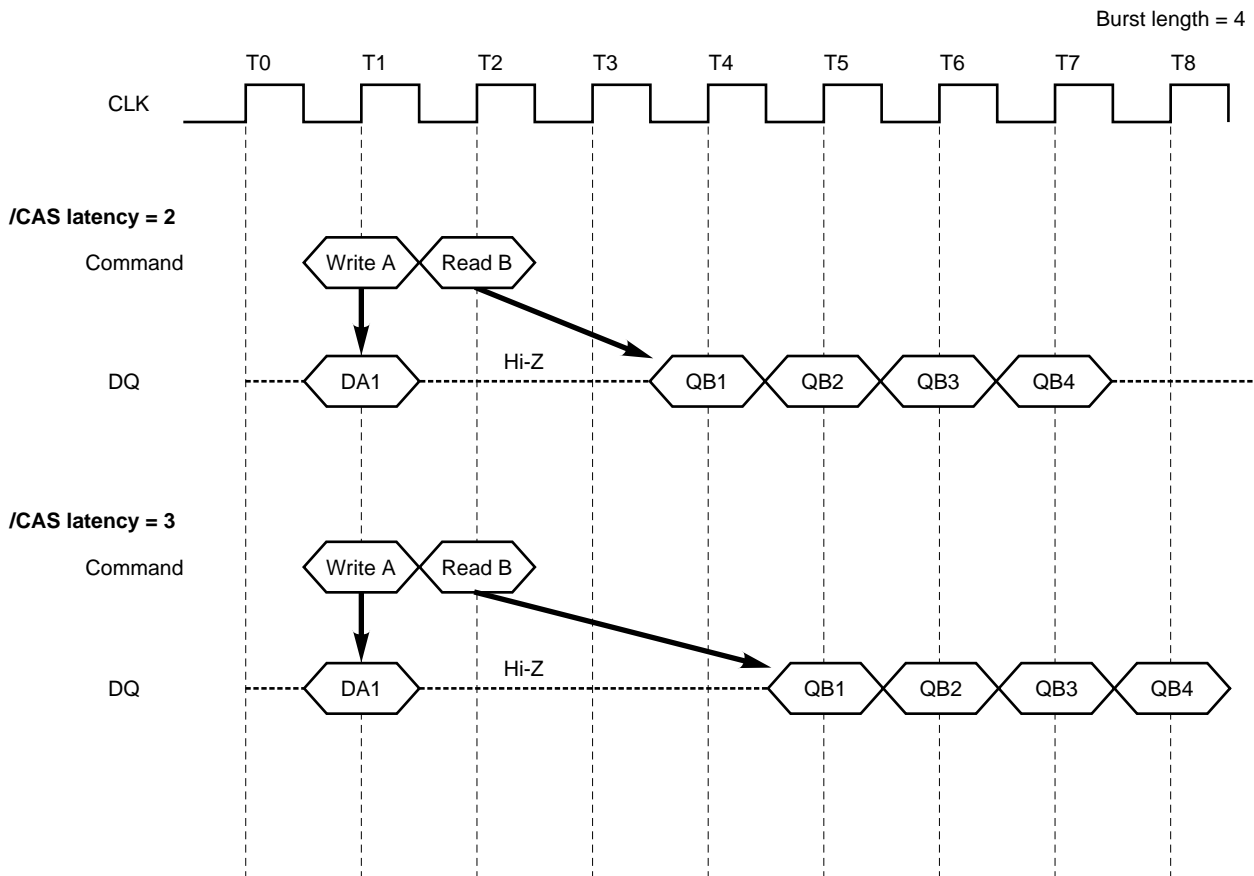 Burst length = 4
T0 T1 T2 T3 T4 T5 T6 T7 T8
CLK
/CAS latency = 2
Command Write A Read B
Hi-Z
DQ DA1 QB1 QB2 QB3 QB4
/CAS latency = 3
Command Write A Read B
Hi-Z
DQ DA1 QB1 QB2 QB3 QB4